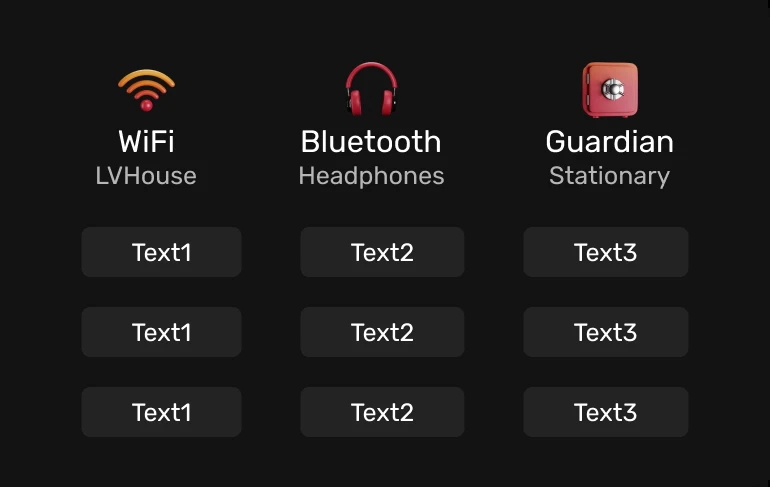 WiFi
LVHouse
Bluetooth
Headphones
Guardian
Stationary
Text1
Text2
Text3
Text1
Text2
Text3
Text1
Text2
Text3